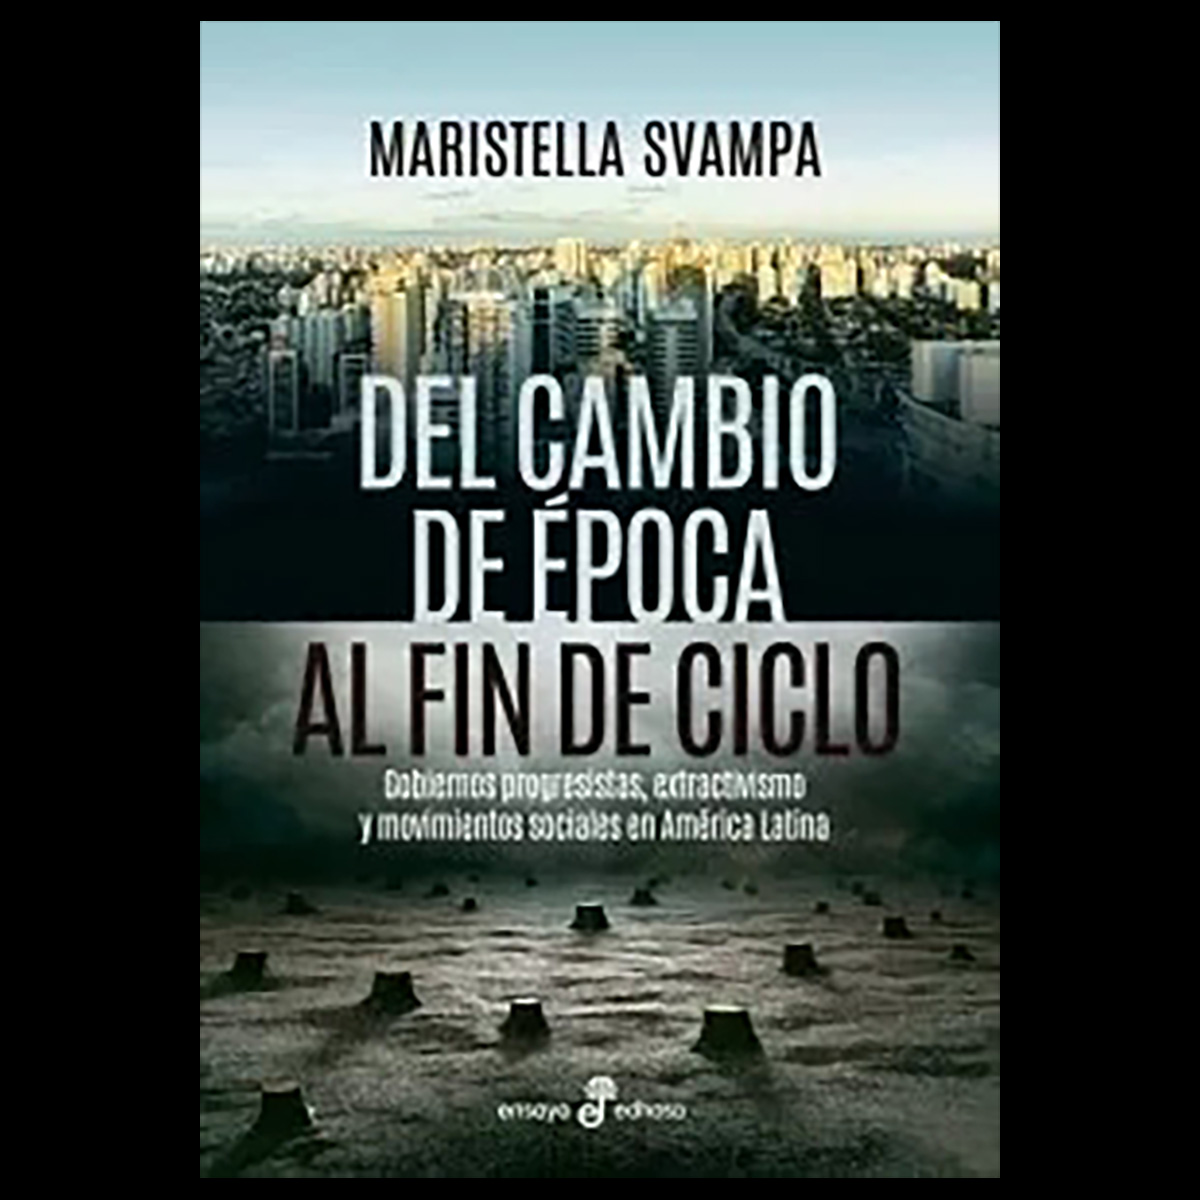 MARISTELLA SVAMPA
DEL CAMBIO
DE ÉPOCA
AL FIN DE CICLO
Gobiernos progresistas, extractivismo
y movimientos sociales en América Latina
ensayo edhasa